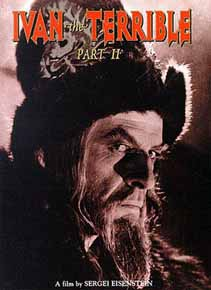 IVAN the TERRIBLE
PART II
A film by SERGEI EISENSTEIN